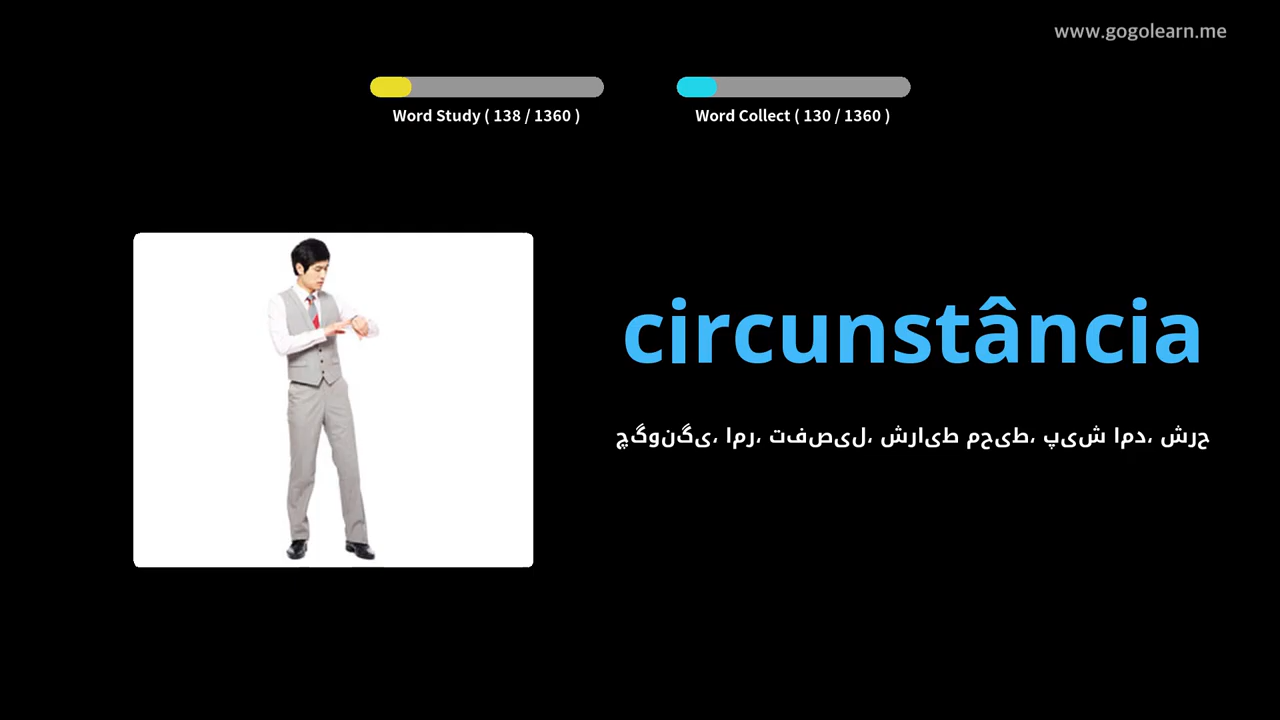 www.gogolearn.me
Word Study ( 138 / 1360 )
Word Collect ( 130 / 1360 )
circunstância
چگونگی، امر، تفصیل، شرایط محیط، پیش امد، شرح